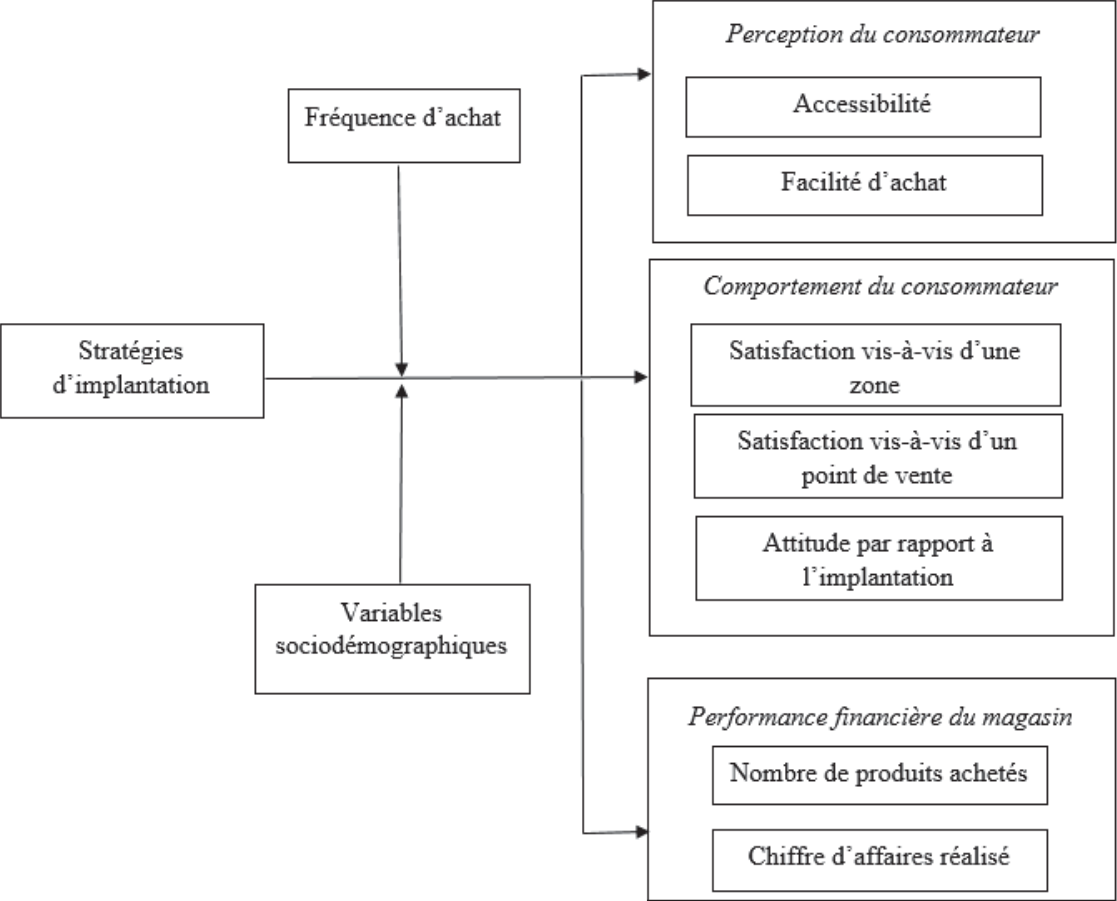 Perception du consommateur
Accessibilité
Facilité d'achat
Fréquence d'achat
Comportement du consommateur
Satisfaction vis-à-vis d'une
zone
Satisfaction vis-à-vis d'un
point de vente
Attitude par rapport à
l'implantation
Stratégies
d'implantation
Variables
sociodémographiques
Performance financière du magasin
Nombre de produits achetés
Chiffre d'affaires réalisé